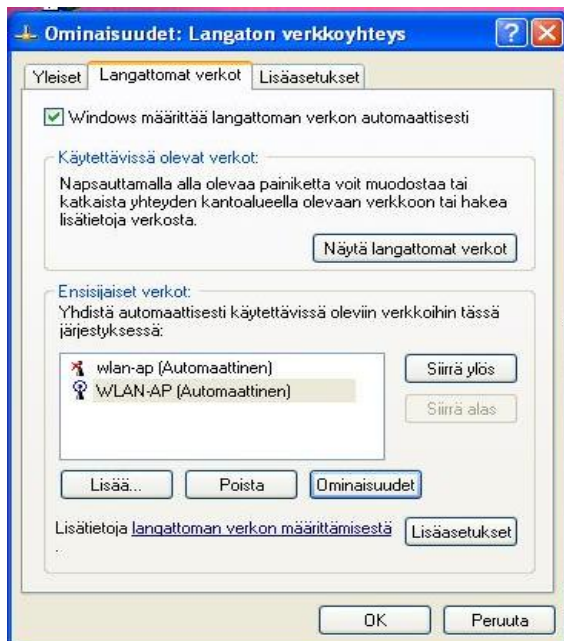 Ominaisuudet: Langaton verkkoyhteys
Yleiset Langattomat verkot Lisäasetukset
Windows määrittää langattoman verkon automaattisesti
Käytettävissä olevat verkot:
Napsauttamalla alla olevaa painiketta voit muodostaa tai
katkaista yhteyden kantoalueella olevaan verkkoon tai hakea
lisätietoja verkosta.
Näytä langattomat verkot
Ensisijaiset verkot:
Yhdistä automaattisesti käytettävissä oleviin verkkoihin tässä
järjestyksessä:
wlan-ap (Automaattinen)
WLAN-AP (Automaattinen)
Siirrä ylös
Siirrä alas
Lisää... Poista Ominaisuudet
Lisätietoja langattoman verkon määrittämisestä
.
Lisäasetukset
OK Peruuta